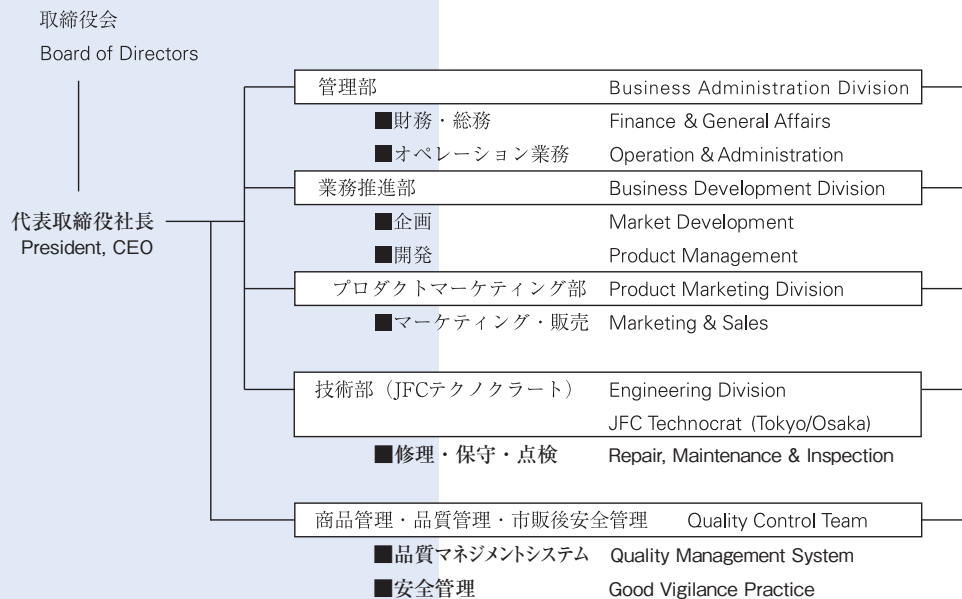 取締役会
Board of Directors
管理部 Business Administration Division
■財務・総務 Finance & General Affairs
■オペレーション業務 Operation & Administration
業務推進部 Business Development Division
代表取締役社長
President, CEO
■企画 Market Development
■開発 Product Management
プロダクトマーケティング部 Product Marketing Division
■マーケティング・販売 Marketing & Sales
技術部（JFCテクノクラート） Engineering Division
JFC Technocrat (Tokyo/Osaka)
■修理・保守・点検 Repair, Maintenance & Inspection
商品管理・品質管理・市販後安全管理 Quality Control Team
■品質マネジメントシステム Quality Management System
■安全管理 Good Vigilance Practice